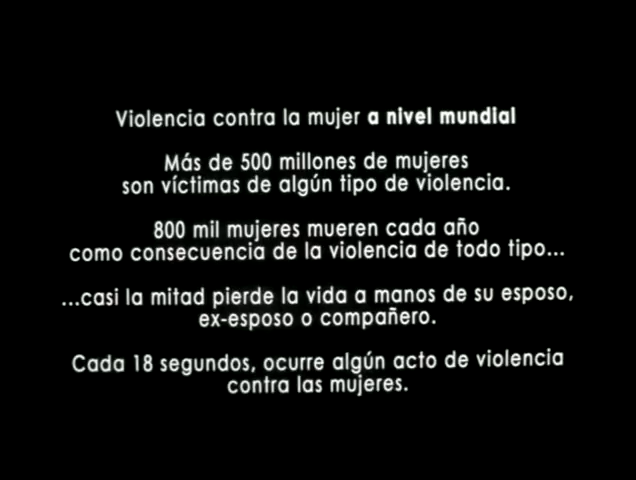 Violencia contra la mujer a nivel mundial
Más de 500 millones de mujeres
son víctimas de algún tipo de violencia.
800 mil mujeres mueren cada año
como consecuencia de la violencia de todo tipo...
...casi la mitad pierde la vida a manos de su esposo,
ex-esposo o compañero.
Cada 18 segundos, ocurre algún acto de violencia
contra las mujeres.